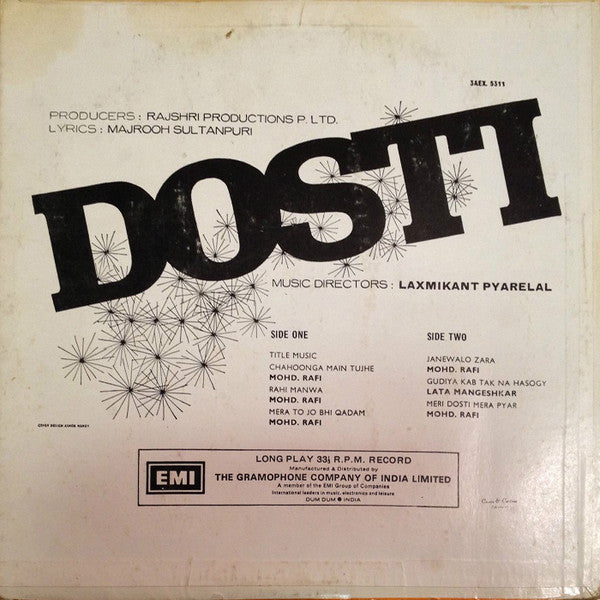 3AEX. 5311
PRODUCERS : RAJSHRI PRODUCTIONS P. LTD.
LYRICS : MAJROOH SULTANPURI
DOSTI
MUSIC DIRECTORS : LAXMIKANT PYARELAL
SIDE ONE
TITLE MUSIC
CHAHOONGA MAIN TUJHE
MOHD. RAFI
RAHI MANWA
MOHD. RAFI
MERA TO JO BHI QADAM
MOHD. RAFI
SIDE TWO
JANEWALO ZARA
MOHD. RAFI
GUDIYA KAB TAK NA HASOGY
LATA MANGESHKAR
MERI DOSTI MERA PYAR
MOHD. RAFI
COVER DESIGN
EMI
LONG PLAY 33⅓ R.P.M. RECORD
Manufactured & Distributed by
THE GRAMOPHONE COMPANY OF INDIA LIMITED
A member of the EMI Group of Companies
International leaders in music, electronics and leisure
DUM DUM ● INDIA